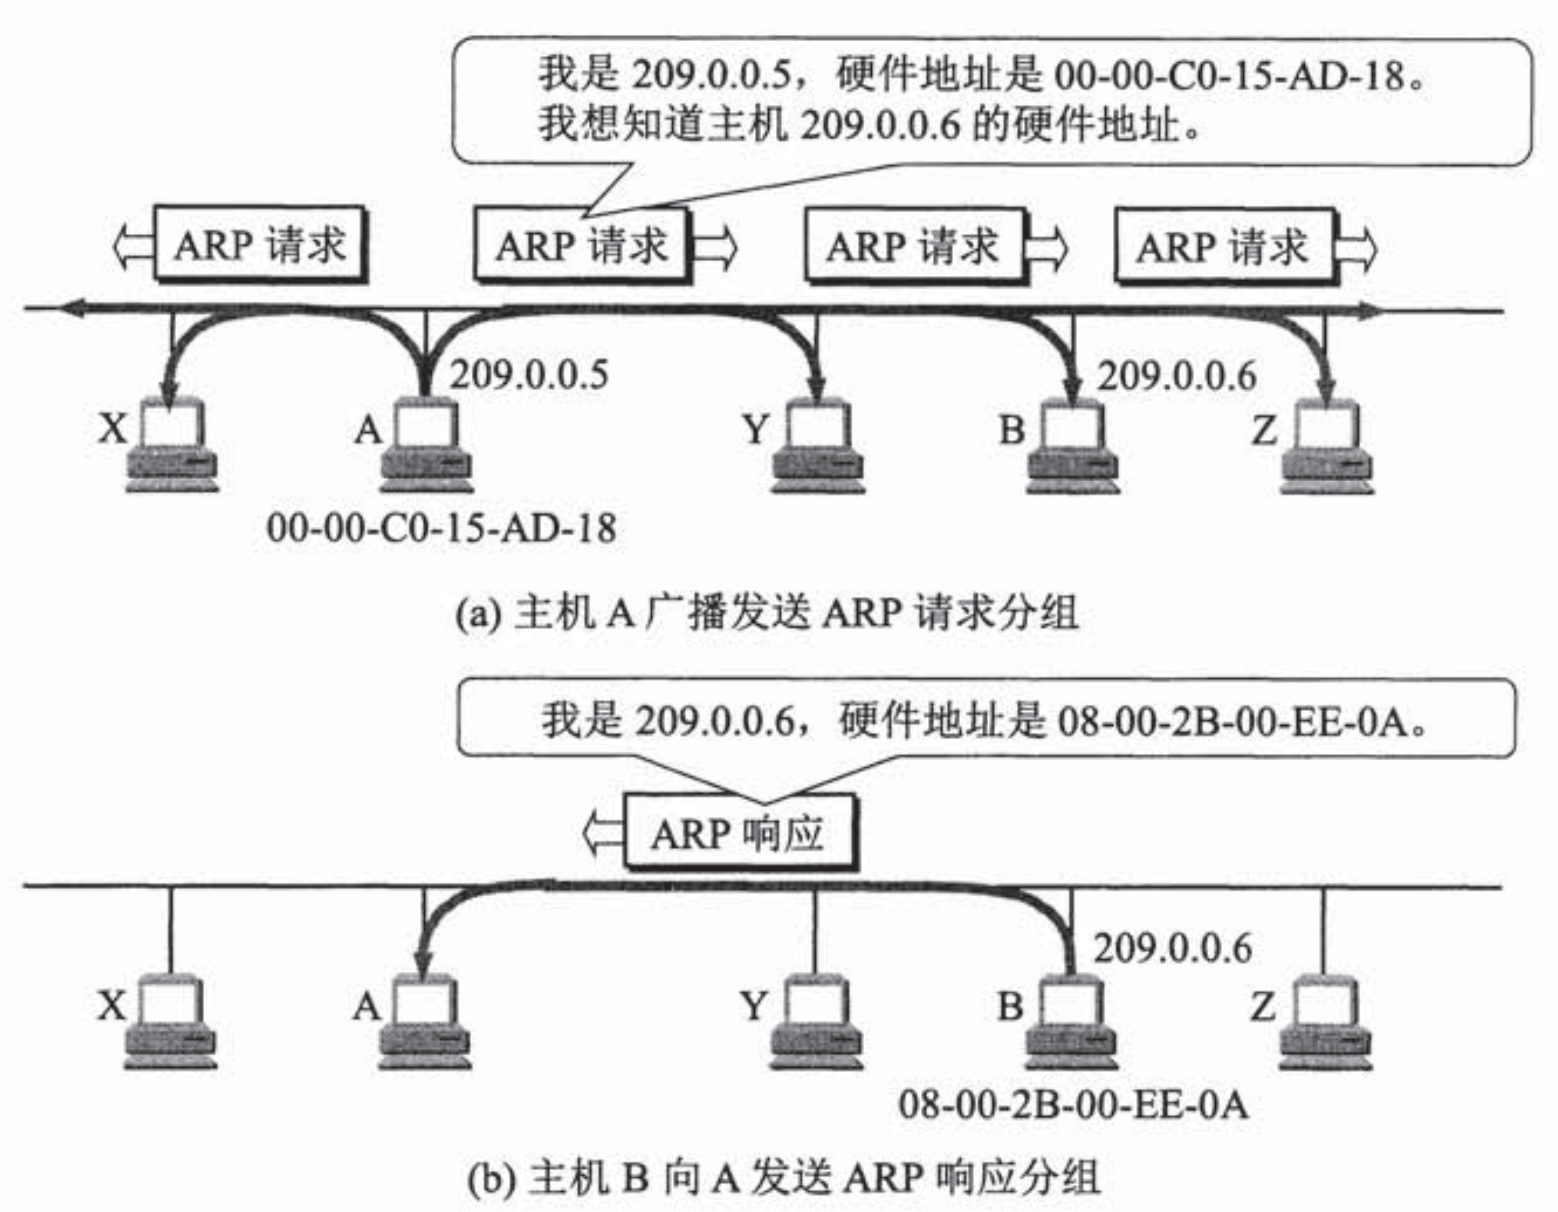 我是 209.0.0.5，硬件地址是 00-00-C0-15-AD-18。
我想知道主机 209.0.0.6 的硬件地址。
ARP 请求
ARP 请求
ARP 请求
ARP 请求
209.0.0.5
209.0.0.6
X
A
Y
B
Z
00-00-C0-15-AD-18
(a) 主机 A 广播发送 ARP 请求分组
我是 209.0.0.6，硬件地址是 08-00-2B-00-EE-0A。
ARP 响应
209.0.0.6
X
A
Y
B
Z
08-00-2B-00-EE-0A
(b) 主机 B 向 A 发送 ARP 响应分组